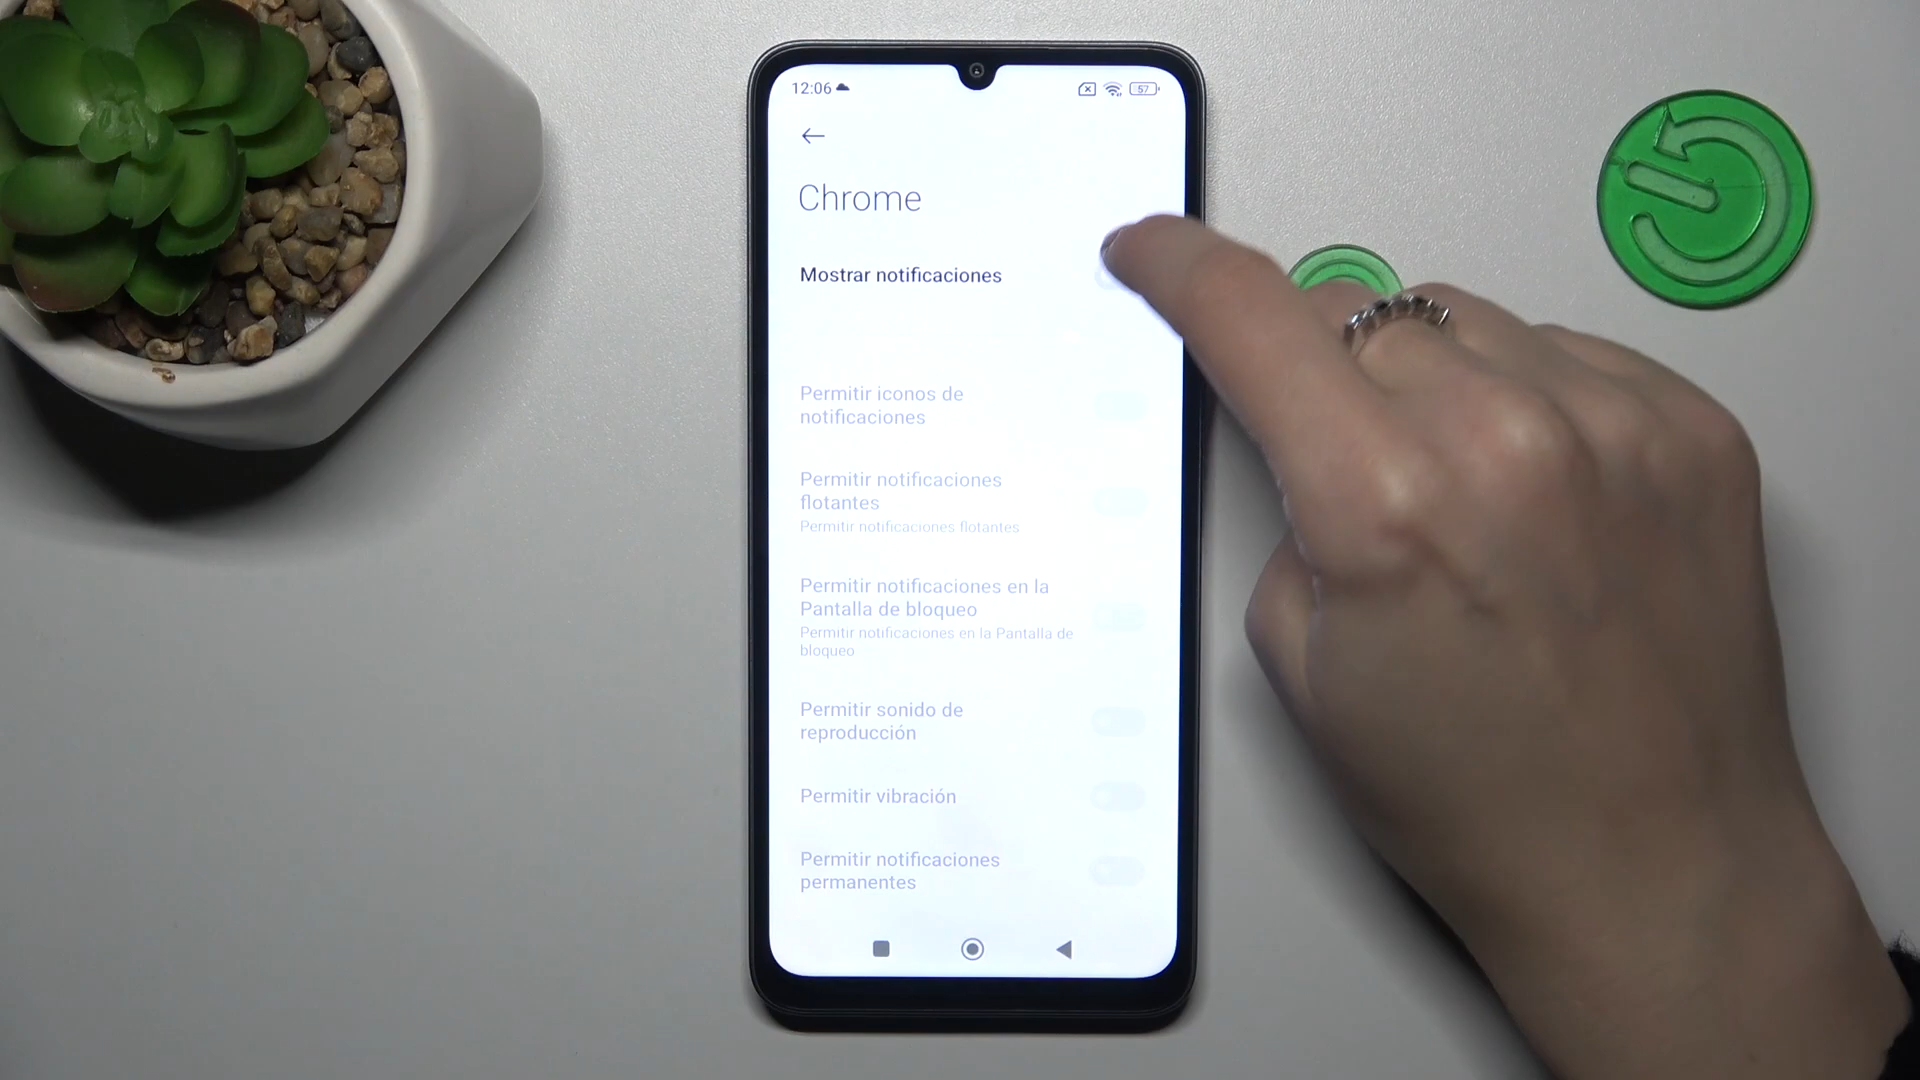 12:06
57
Chrome
Mostrar notificaciones
Permitir iconos de
notificaciones
Permitir notificaciones
flotantes
Permitir notificaciones flotantes
Permitir notificaciones en la
Pantalla de bloqueo
Permitir notificaciones en la Pantalla de
bloqueo
Permitir sonido de
reproducción
Permitir vibración
Permitir notificaciones
permanentes